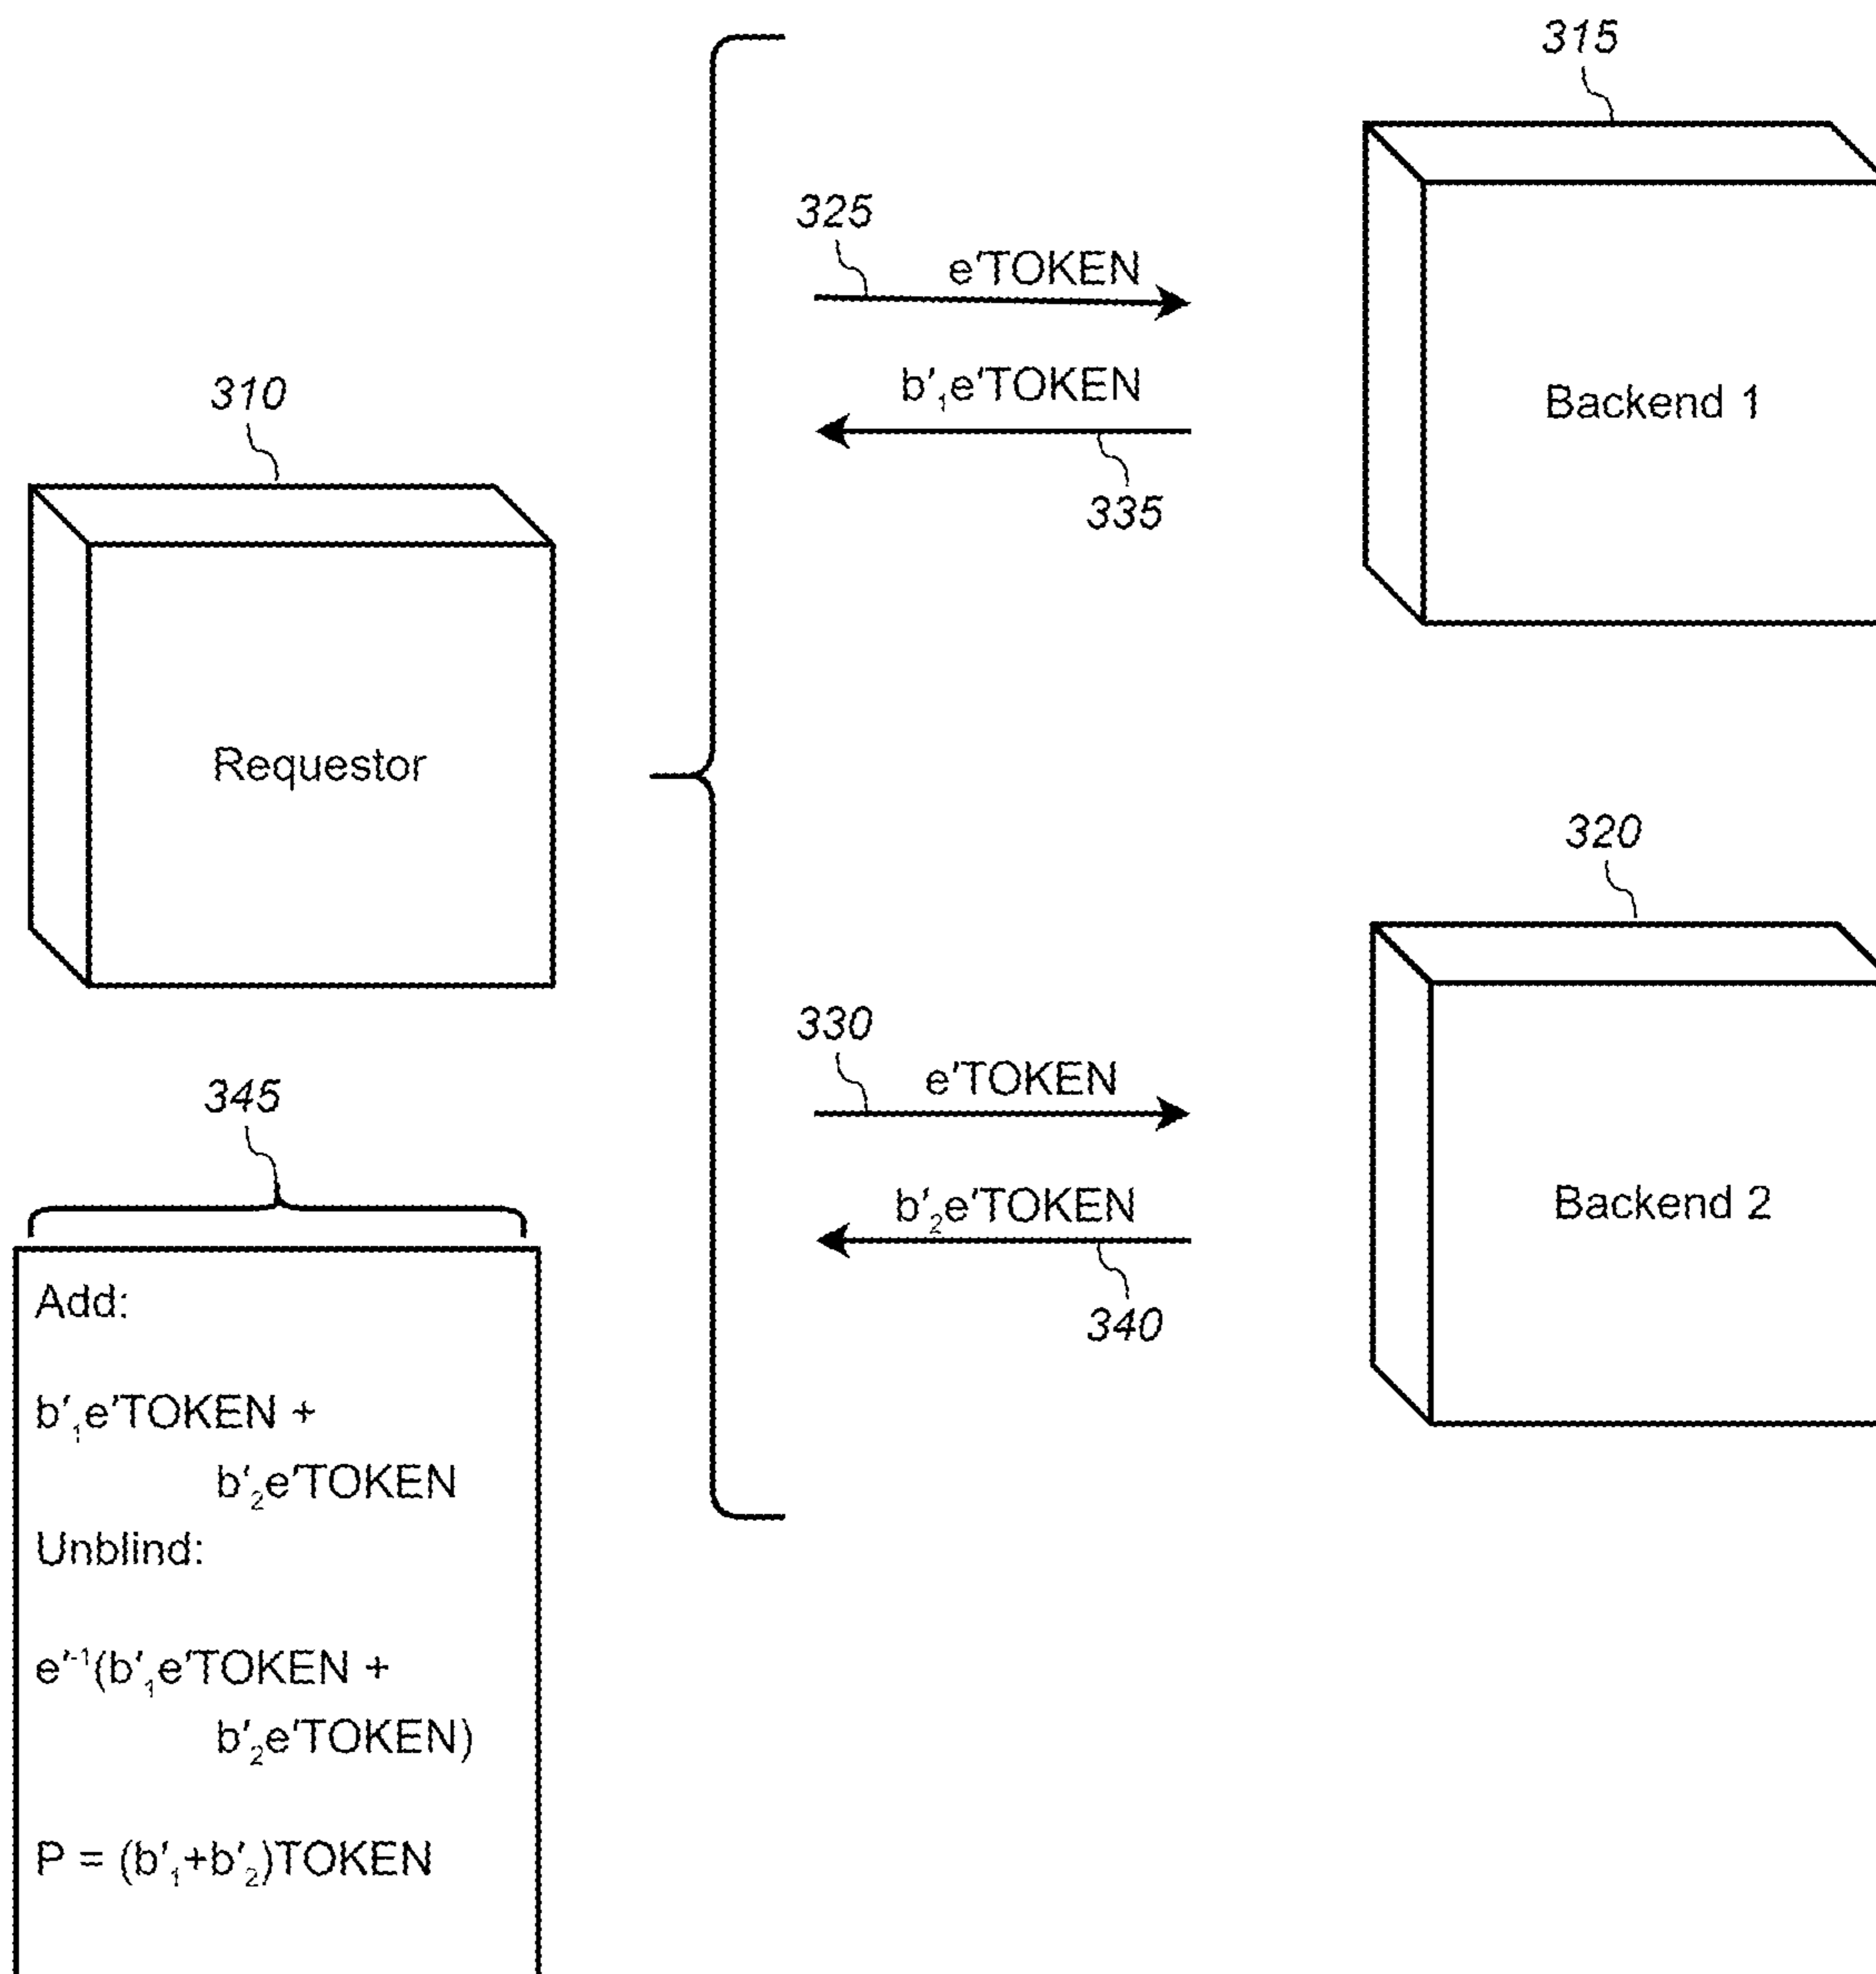 315
325
e'TOKEN
b'₁e'TOKEN
335
Backend 1
310
Requestor
320
330
e'TOKEN
b'₂e'TOKEN
340
Backend 2
345
Add:
b'₁e'TOKEN +
b'₂e'TOKEN
Unblind:
e'⁻¹(b'₁e'TOKEN +
b'₂e'TOKEN)
P = (b'₁+b'₂)TOKEN